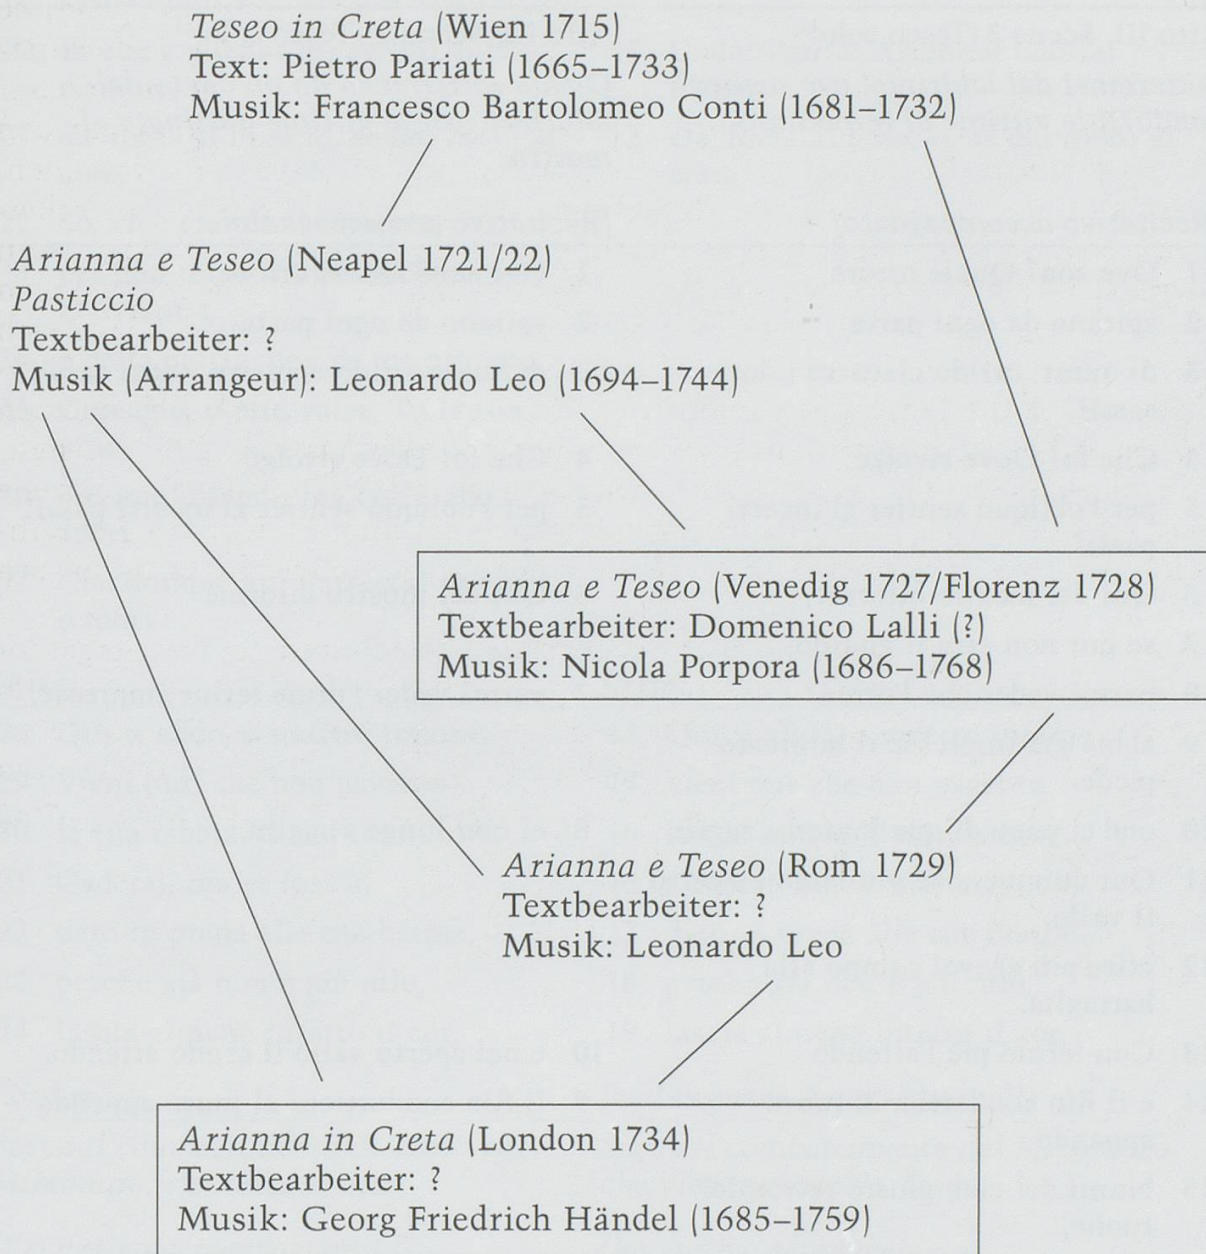 Teseo in Creta (Wien 1715)
Text: Pietro Pariati (1665–1733)
Musik: Francesco Bartolomeo Conti (1681–1732)
Arianna e Teseo (Neapel 1721/22)
Pasticcio
Textbearbeiter: ?
Musik (Arrangeur): Leonardo Leo (1694–1744)
Arianna e Teseo (Venedig 1727/Florenz 1728)
Textbearbeiter: Domenico Lalli (?)
Musik: Nicola Porpora (1686–1768)
Arianna e Teseo (Rom 1729)
Textbearbeiter: ?
Musik: Leonardo Leo
Arianna in Creta (London 1734)
Textbearbeiter: ?
Musik: Georg Friedrich Händel (1685–1759)